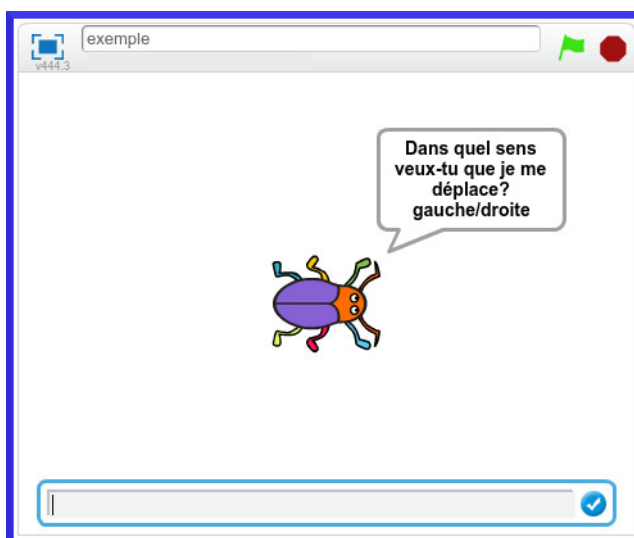 exemple
v444.3
Dans quel sens
veux-tu que je me
déplace?
gauche/droite